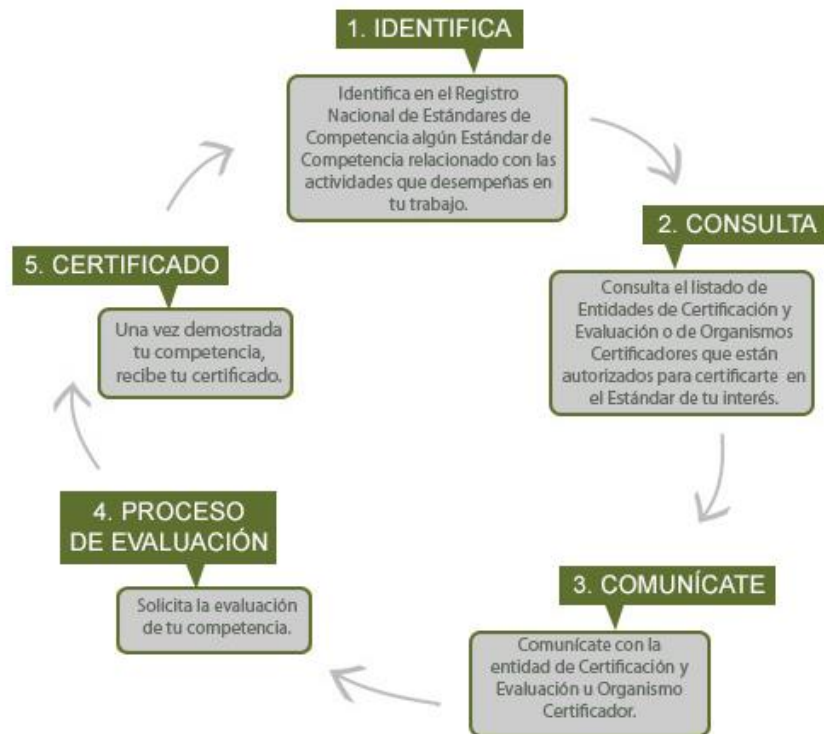 1. IDENTIFICA
Identifica en el Registro
Nacional de Estándares de
Competencia algún Estándar de
Competencia relacionado con las
actividades que desempeñas en
tu trabajo.
2. CONSULTA
Consulta el listado de
Entidades de Certificación y
Evaluación o de Organismos
Certificadores que están
autorizados para certificarte en
el Estándar de tu interés.
3. COMUNÍCATE
Comunícate con la
entidad de Certificación y
Evaluación u Organismo
Certificador.
4. PROCESO
DE EVALUACIÓN
Solicita la evaluación
de tu competencia.
5. CERTIFICADO
Una vez demostrada
tu competencia,
recibe tu certificado.